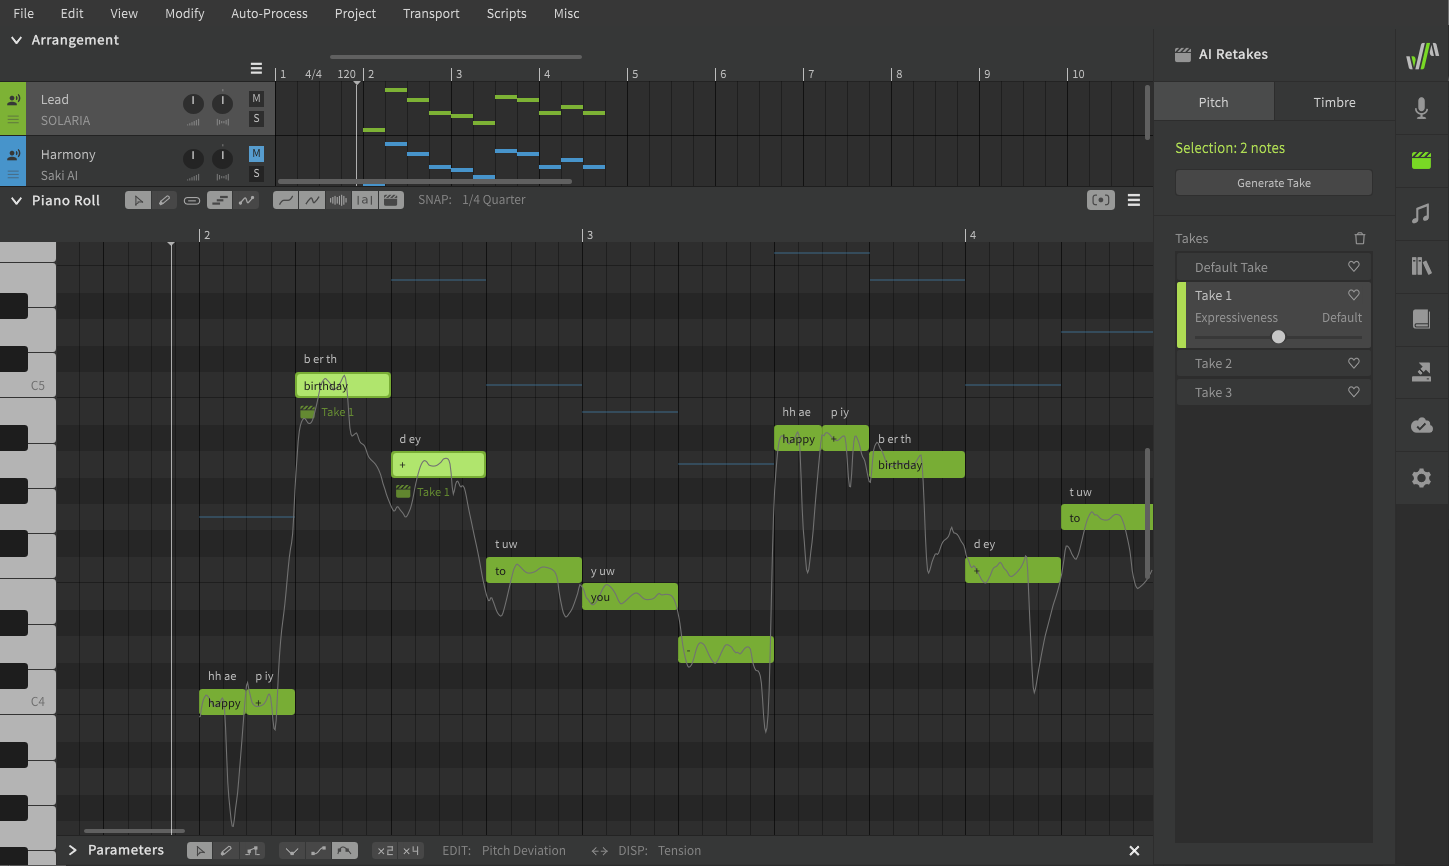 File Edit View Modify Auto-Process Project Transport Scripts Misc
Arrangement
1 4/4 120 2 3 4 5 6 7 8 9 10
Lead M
SOLARIA S
Harmony M
Saki AI S
Piano Roll SNAP: 1/4 Quarter
2 3 4
b er th
C5 birthday
Take 1
hh ae p iy
d ey happy + b er th
+ birthday
Take 1
t uw
to
t uw d ey
to y uw +
you
-
hh ae p iy
C4 happy +
Parameters x2 x4 EDIT: Pitch Deviation DISP: Tension
AI Retakes
Pitch Timbre
Selection: 2 notes
Generate Take
Takes
Default Take
Take 1
Expressiveness Default
Take 2
Take 3